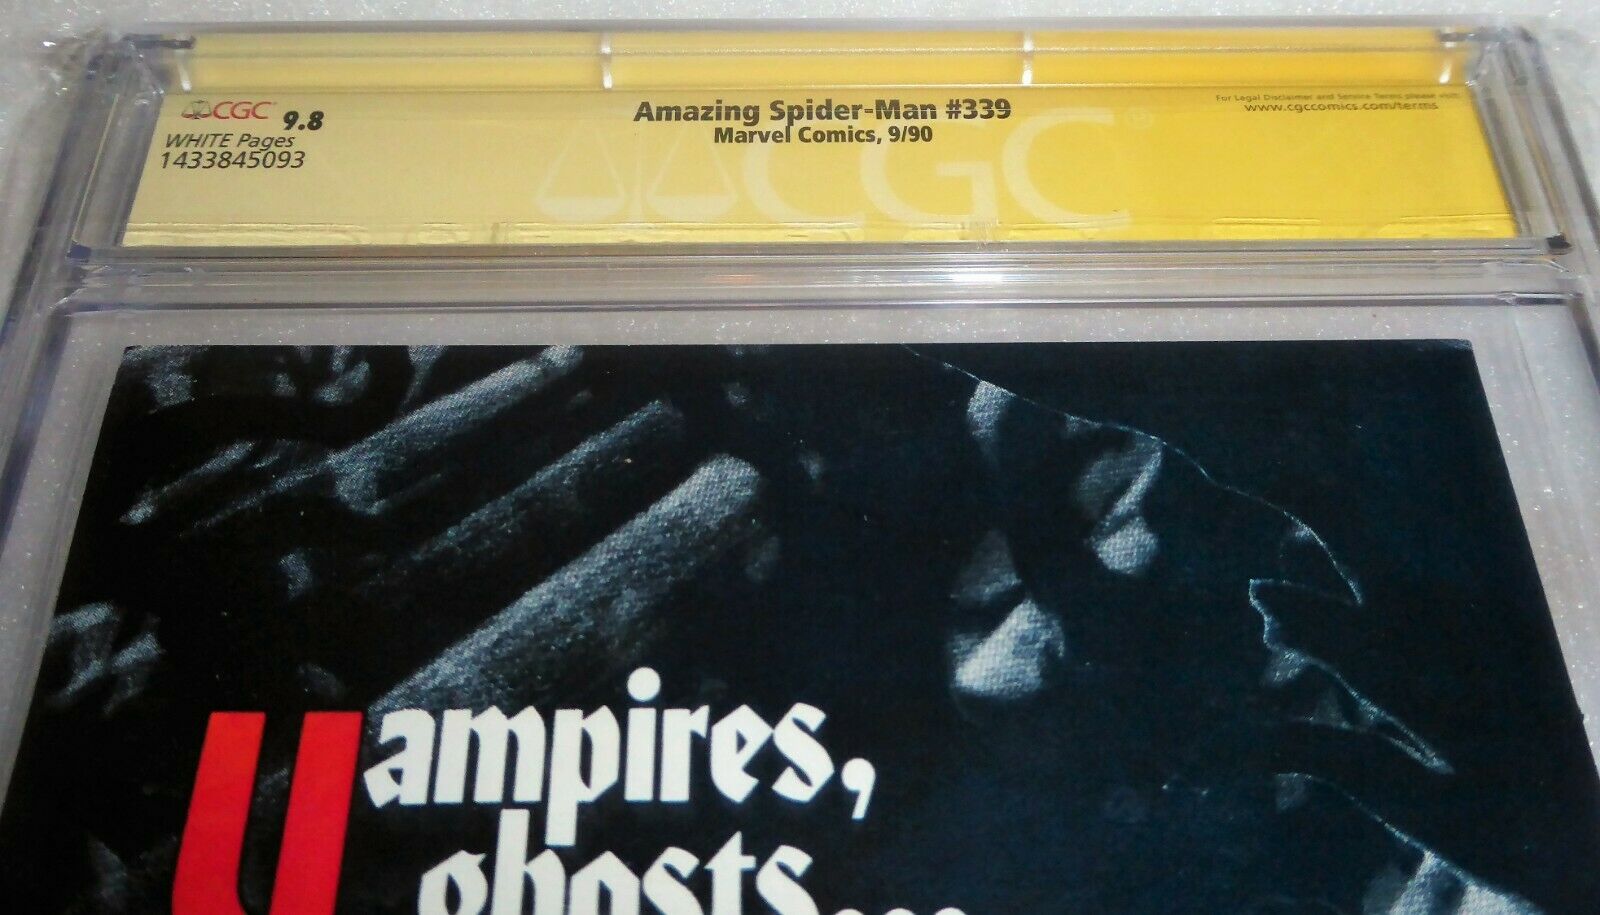 CGC 9.8
WHITE Pages
1433845093
Amazing Spider-Man #339
Marvel Comics, 9/90
For Legal Disclaimer and Service Terms please visit:
www.cgccomics.com/terms
CGC
Vampires,
ghosts...